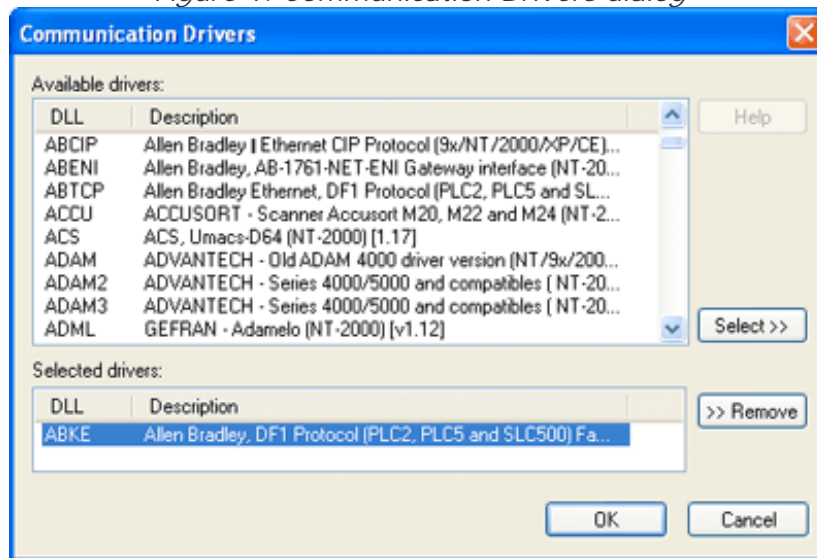 Figure 1. Communication Drivers dialog
Communication Drivers
Available drivers:
DLL Description
Help
ABCIP Allen Bradley | Ethernet CIP Protocol (9x/NT/2000/XP/CE)...
ABENI Allen Bradley, AB-1761-NET-ENI Gateway interface (NT-20...
ABTCP Allen Bradley Ethernet, DF1 Protocol (PLC2, PLC5 and SL...
ACCU ACCUSORT - Scanner Accusort M20, M22 and M24 (NT-2...
ACS ACS, Umacs-D64 (NT-2000) [1.17]
ADAM ADVANTECH - Old ADAM 4000 driver version (NT/9x/200...
ADAM2 ADVANTECH - Series 4000/5000 and compatibles ( NT-20...
ADAM3 ADVANTECH - Series 4000/5000 and compatibles ( NT-20...
ADML GEFRAN - Adamelo (NT-2000) [v1.12]
Select >>
Selected drivers:
DLL Description
>> Remove
ABKE Allen Bradley, DF1 Protocol (PLC2, PLC5 and SLC500) Fa...
OK Cancel